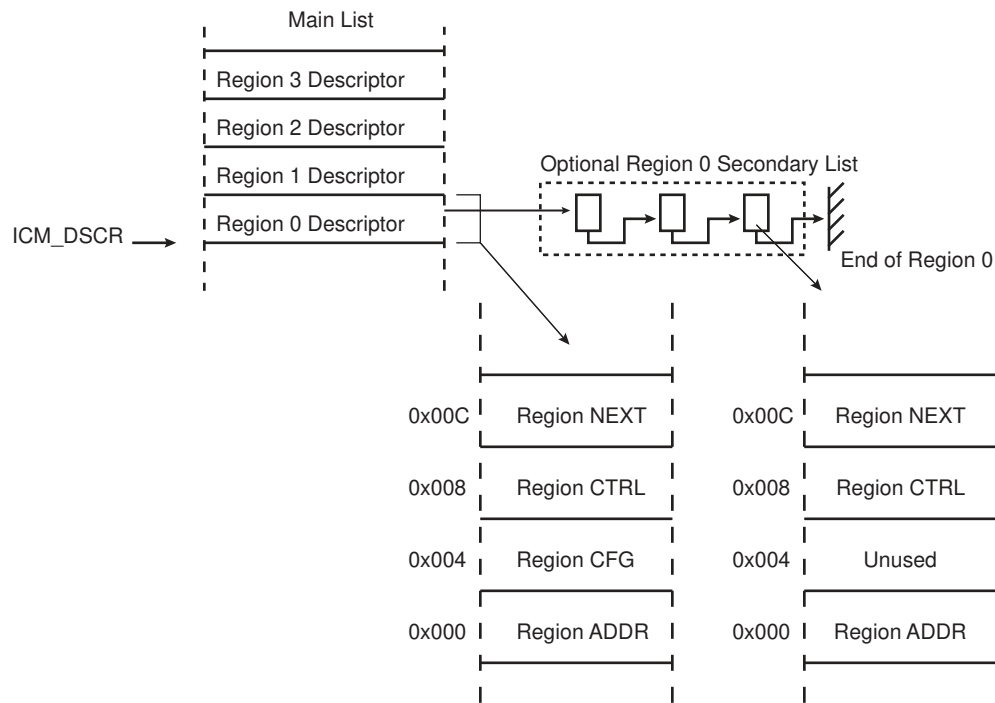 Main List
Region 3 Descriptor
Region 2 Descriptor
Region 1 Descriptor
Region 0 Descriptor
ICM_DSCR
Optional Region 0 Secondary List
End of Region 0
0x00C Region NEXT
0x008 Region CTRL
0x004 Region CFG
0x000 Region ADDR
0x00C Region NEXT
0x008 Region CTRL
0x004 Unused
0x000 Region ADDR